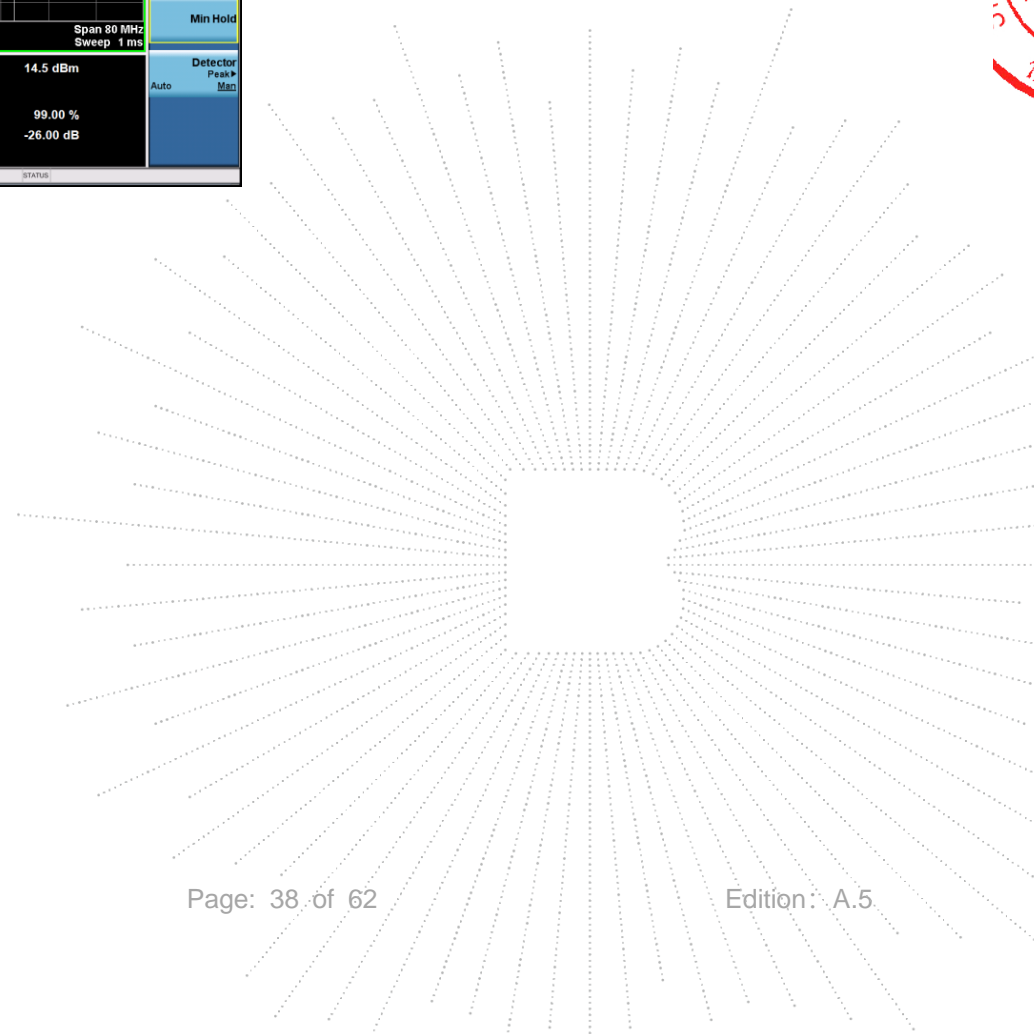 Min Hold
Span 80 MHz
Sweep 1 ms
Detector
Peak▶
Auto Man
14.5 dBm
99.00 %
-26.00 dB
STATUS
Page: 38 of 62
Edition: A.5